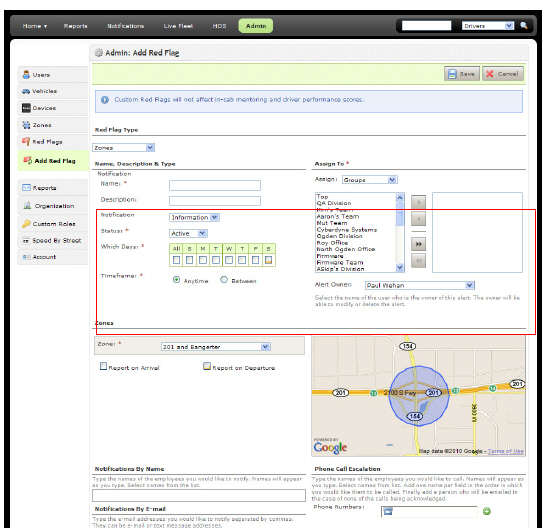 Home Reports Notifications Live Fleet HOS Admin Drivers
Admin: Add Red Flag
Users
Vehicles
Devices
Zones
Red Flags
Add Red Flag
Reports
Organization
Custom Roles
Speed By Street
Account
Save Cancel
Custom Red Flags will not affect in-cab mentoring and driver performance scores.
Red Flag Type
Zones
Name, Description & Type
Notification
Name: *
Description:
Notification Information
Status: * Active
Which Days: * All S M T W T F S
Timeframe: * Anytime Between
Assign To *
Assign: Groups
Top
QA Division
Aaron's Team
Nut Team
Cyberdyne Systems
Ogden Division
Roy Office
North Ogden Office
Firmware
Firmware Team
ASkip's Division
Alert Owner: Paul Wehan
Select the name of the user who is the owner of this alert. The owner will be
able to modify or delete the alert.
Zones
Zone: * 201 and Bangerter
Report on Arrival Report on Departure
154
201
2100 S Fwy
201
201
154
POWERED BY
Google
Map data ©2010 Google - Terms of Use
Notifications By Name
Type the names of the employees you would like to notify. Names will appear
as you type. Select names from the list.
Notifications By E-mail
Type the e-mail addresses you would like to notify separated by commas.
They can be e-mail or text message addresses.
Phone Call Escalation
Type the names of the employees you would like to call. Names will appear as
you type. Select names from list. Add one name per field in the order in which
you would like them to be called. Finally add a person who will be emailed in
the case of none of the calls being acknowledged.
Phone Numbers: